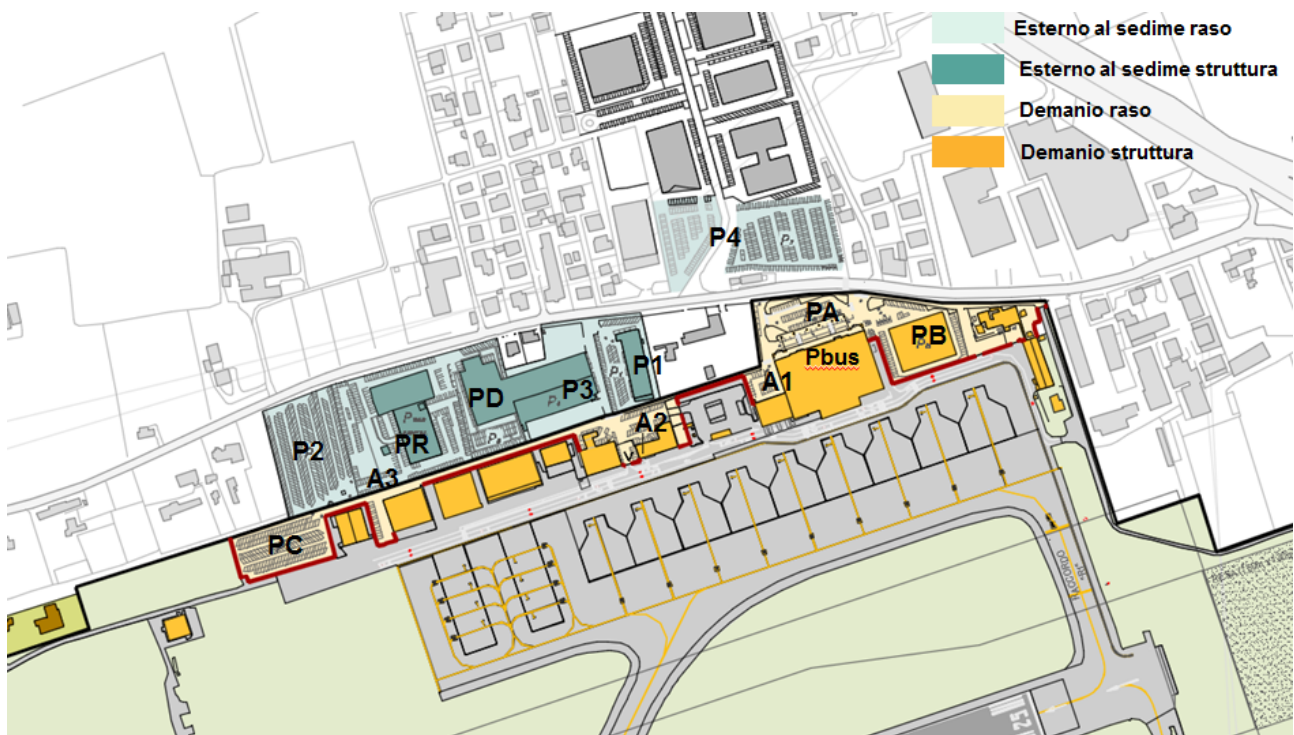 Esterno al sedime raso
Esterno al sedime struttura
Demanio raso
Demanio struttura
P4
PA
PB
Pbus
P1
A1
PD
P3
A2
V
P2
PR
A3
PC
RACCORDO